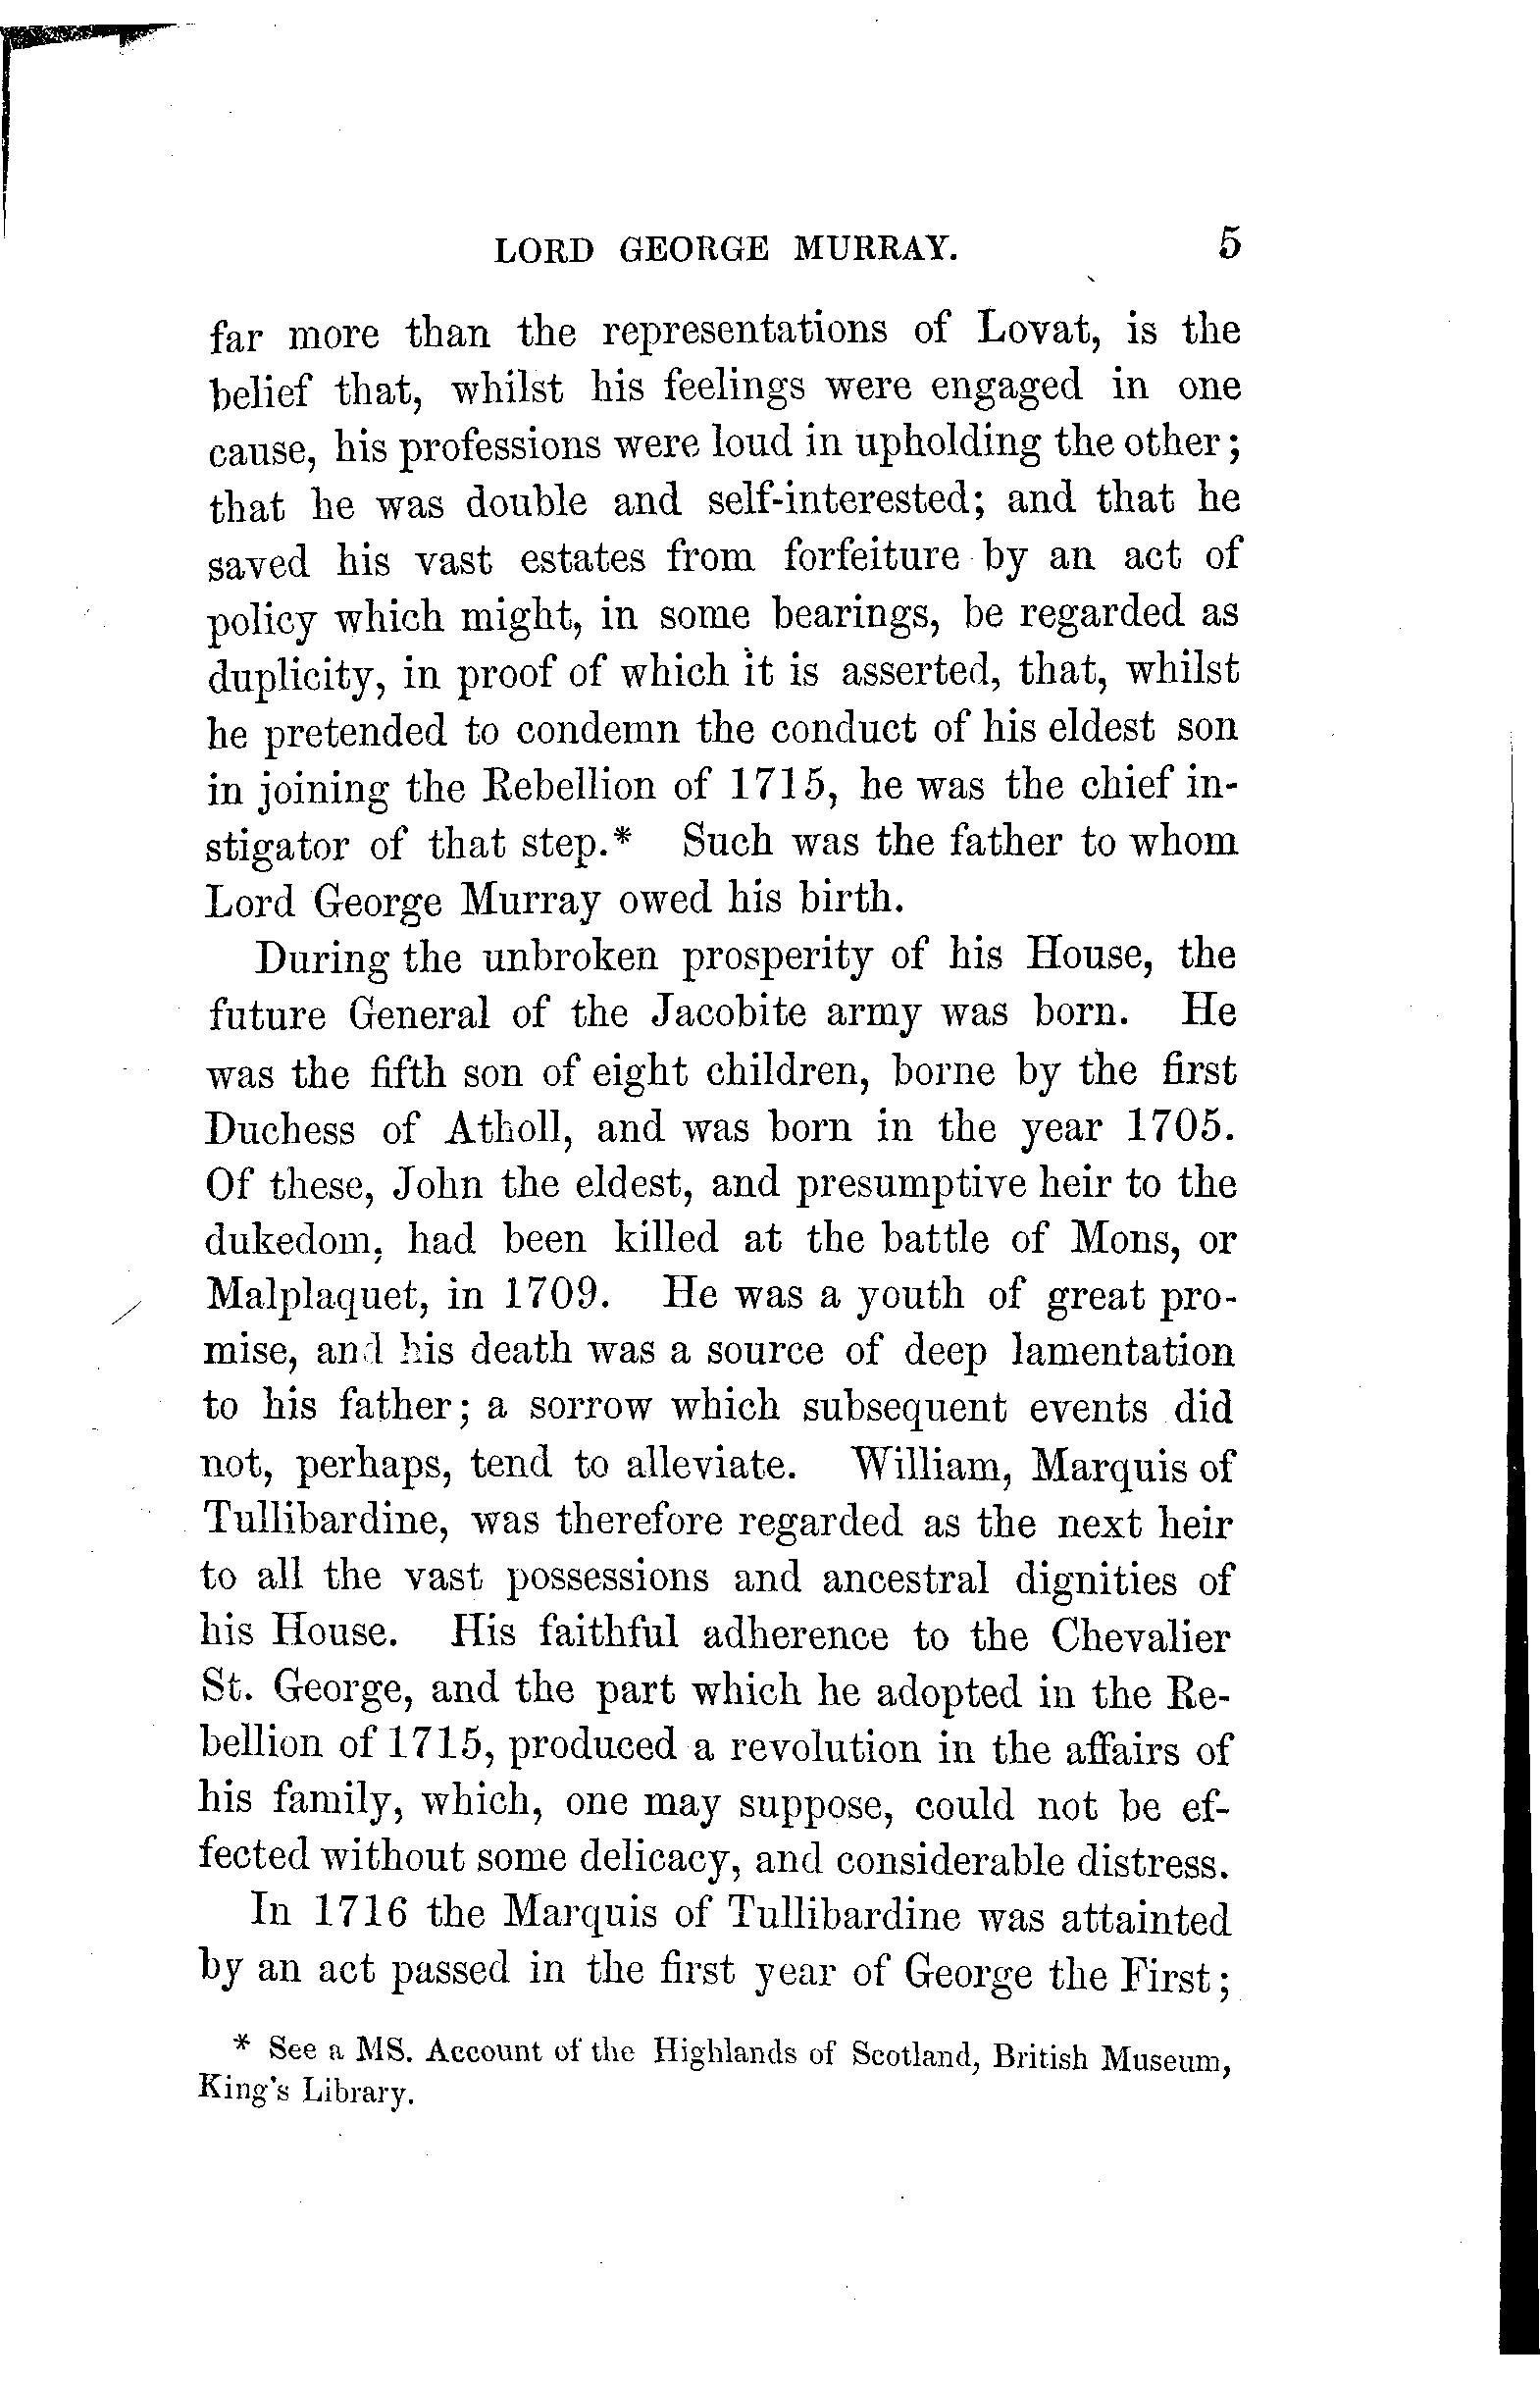 LORD GEORGE MURRAY. 5
far more than the representations of Lovat, is the
belief that, whilst his feelings were engaged in one
cause, his professions were loud in upholding the other;
that he was double and self-interested; and that he
saved his vast estates from forfeiture by an act of
policy which might, in some bearings, be regarded as
duplicity, in proof of which it is asserted, that, whilst
he pretended to condemn the conduct of his eldest son
in joining the Rebellion of 1715, he was the chief in-
stigator of that step.* Such was the father to whom
Lord George Murray owed his birth.
During the unbroken prosperity of his House, the
future General of the Jacobite army was born. He
was the fifth son of eight children, borne by the first
Duchess of Atholl, and was born in the year 1705.
Of these, John the eldest, and presumptive heir to the
dukedom, had been killed at the battle of Mons, or
Malplaquet, in 1709. He was a youth of great pro-
mise, and his death was a source of deep lamentation
to his father; a sorrow which subsequent events did
not, perhaps, tend to alleviate. William, Marquis of
Tullibardine, was therefore regarded as the next heir
to all the vast possessions and ancestral dignities of
his House. His faithful adherence to the Chevalier
St. George, and the part which he adopted in the Re-
bellion of 1715, produced a revolution in the affairs of
his family, which, one may suppose, could not be ef-
fected without some delicacy, and considerable distress.
In 1716 the Marquis of Tullibardine was attainted
by an act passed in the first year of George the First;
* See a MS. Account of the Highlands of Scotland, British Museum,
King's Library.